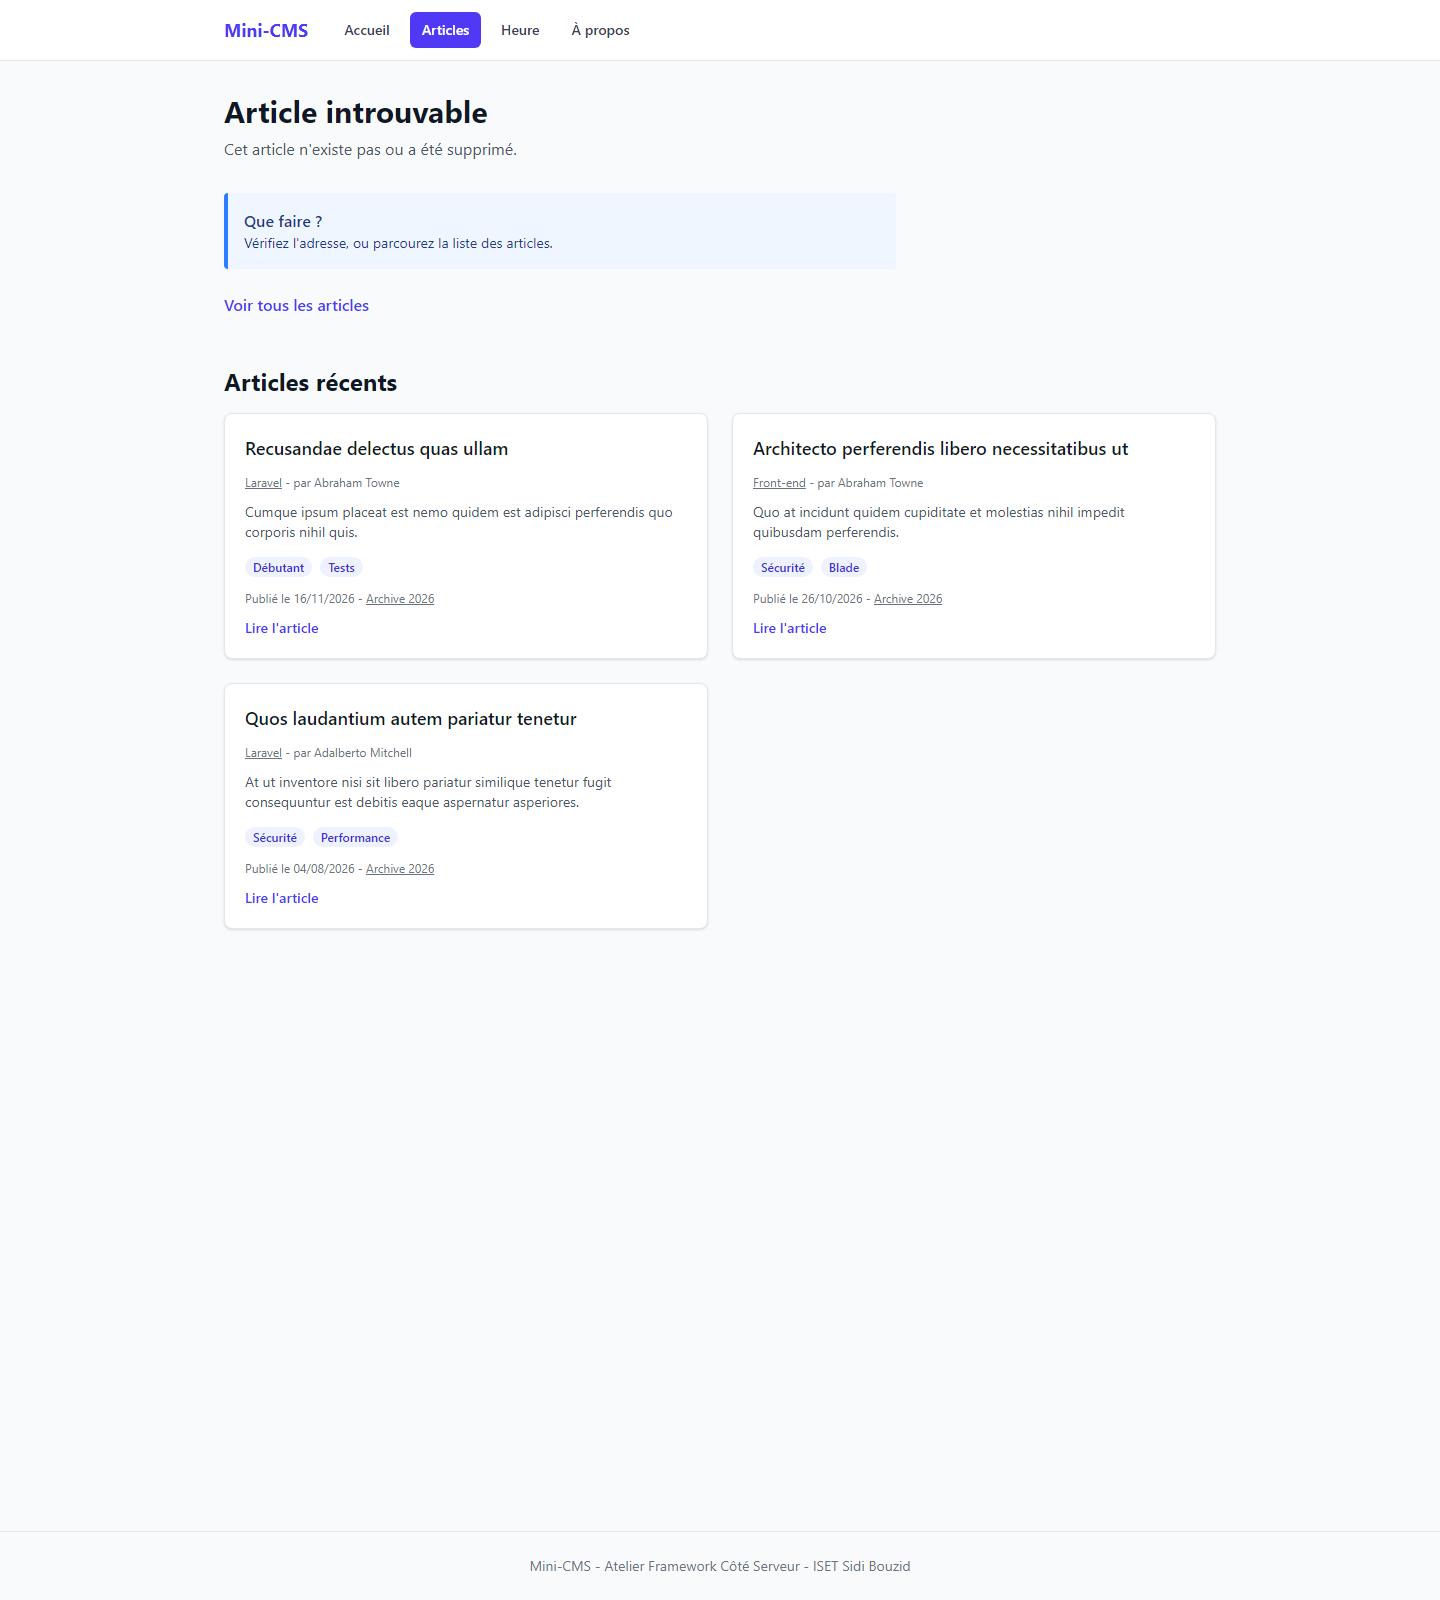 Mini-CMS Accueil Articles Heure À propos
Article introuvable
Cet article n'existe pas ou a été supprimé.
Que faire ?
Vérifiez l'adresse, ou parcourez la liste des articles.
Voir tous les articles
Articles récents
Recusandae delectus quas ullam
Laravel - par Abraham Towne
Cumque ipsum placeat est nemo quidem est adipisci perferendis quo
corporis nihil quis.
Débutant Tests
Publié le 16/11/2026 - Archive 2026
Lire l'article
Architecto perferendis libero necessitatibus ut
Front-end - par Abraham Towne
Quo at incidunt quidem cupiditate et molestias nihil impedit
quibusdam perferendis.
Sécurité Blade
Publié le 26/10/2026 - Archive 2026
Lire l'article
Quos laudantium autem pariatur tenetur
Laravel - par Adalberto Mitchell
At ut inventore nisi sit libero pariatur similique tenetur fugit
consequuntur est debitis eaque aspernatur asperiores.
Sécurité Performance
Publié le 04/08/2026 - Archive 2026
Lire l'article
Mini-CMS - Atelier Framework Côté Serveur - ISET Sidi Bouzid